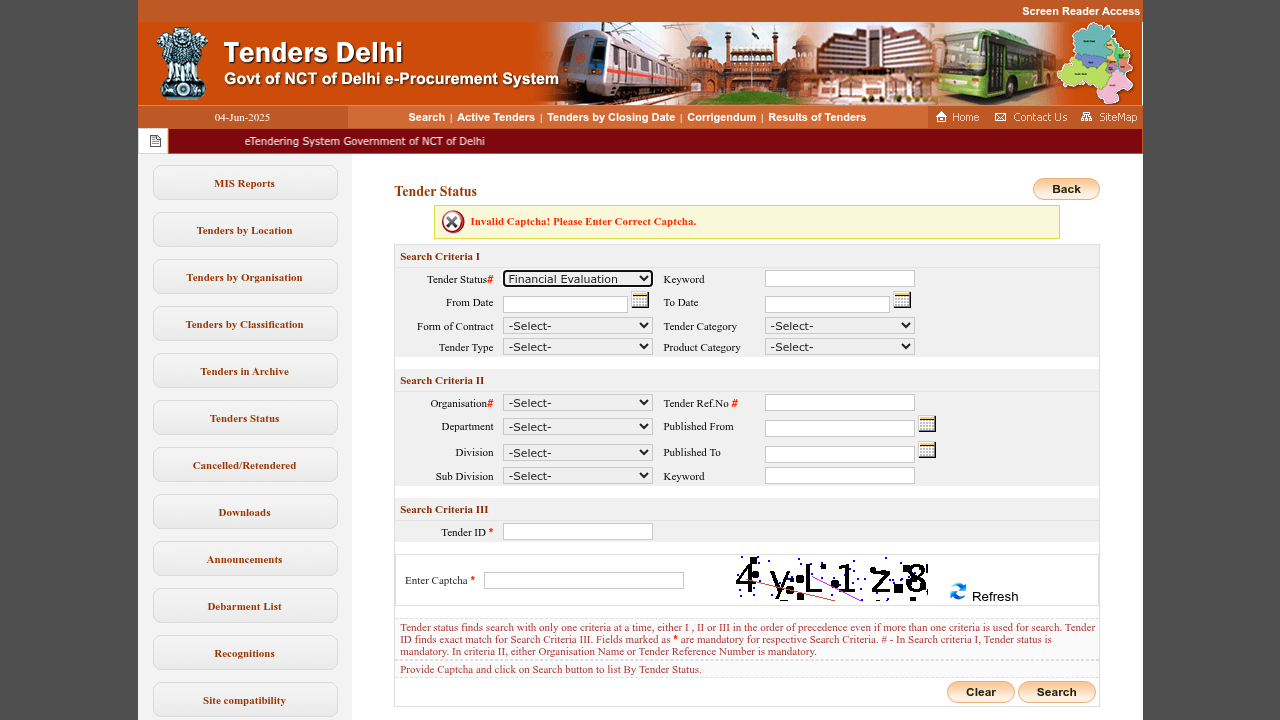 Screen Reader Access
Tenders Delhi
Govt of NCT of Delhi e-Procurement System
04-Jun-2025
Search | Active Tenders | Tenders by Closing Date | Corrigendum | Results of Tenders
Home Contact Us SiteMap
eTendering System Government of NCT of Delhi
MIS Reports
Tenders by Location
Tenders by Organisation
Tenders by Classification
Tenders in Archive
Tenders Status
Cancelled/Retendered
Downloads
Announcements
Debarment List
Recognitions
Site compatibility
Tender Status
Back
Invalid Captcha! Please Enter Correct Captcha.
Search Criteria I
Tender Status# Financial Evaluation Keyword
From Date To Date
Form of Contract -Select- Tender Category -Select-
Tender Type -Select- Product Category -Select-
Search Criteria II
Organisation# -Select- Tender Ref.No #
Department -Select- Published From
Division -Select- Published To
Sub Division -Select- Keyword
Search Criteria III
Tender ID *
Enter Captcha * 4yL1z8 Refresh
Tender status finds search with only one criteria at a time, either I , II or III in the order of precedence even if more than one criteria is used for search. Tender
ID finds exact match for Search Criteria III. Fields marked as * are mandatory for respective Search Criteria. # - In Search criteria I, Tender status is
mandatory. In criteria II, either Organisation Name or Tender Reference Number is mandatory.
Provide Captcha and click on Search button to list By Tender Status.
Clear Search